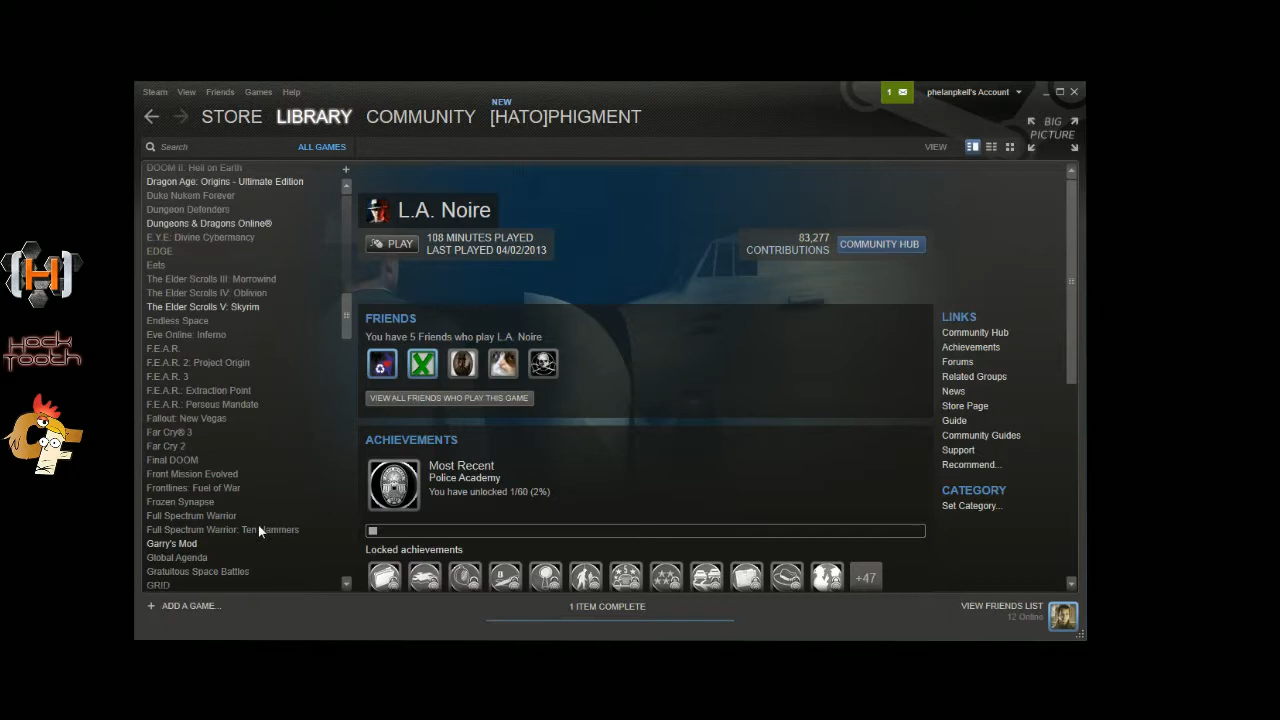 Steam View Friends Games Help
1
phelanpkell's Account
STORE LIBRARY COMMUNITY NEW [HATO]PHIGMENT
BIG PICTURE
Search
ALL GAMES
VIEW
DOOM II: Hell on Earth
Dragon Age: Origins - Ultimate Edition
Duke Nukem Forever
Dungeon Defenders
Dungeons & Dragons Online®
E.Y.E: Divine Cybermancy
EDGE
Eets
The Elder Scrolls III: Morrowind
The Elder Scrolls IV: Oblivion
The Elder Scrolls V: Skyrim
Endless Space
Eve Online: Inferno
F.E.A.R.
F.E.A.R. 2: Project Origin
F.E.A.R. 3
F.E.A.R.: Extraction Point
F.E.A.R.: Perseus Mandate
Fallout: New Vegas
Far Cry® 3
Far Cry 2
Final DOOM
Front Mission Evolved
Frontlines: Fuel of War
Frozen Synapse
Full Spectrum Warrior
Full Spectrum Warrior: Ten Hammers
Garry's Mod
Global Agenda
Gratuitous Space Battles
GRID
ADD A GAME...
L.A. Noire
PLAY
108 MINUTES PLAYED
LAST PLAYED 04/02/2013
83,277
CONTRIBUTIONS
COMMUNITY HUB
FRIENDS
You have 5 Friends who play L.A. Noire
VIEW ALL FRIENDS WHO PLAY THIS GAME
ACHIEVEMENTS
Most Recent
Police Academy
You have unlocked 1/60 (2%)
Locked achievements
+47
LINKS
Community Hub
Achievements
Forums
Related Groups
News
Store Page
Guide
Community Guides
Support
Recommend...
CATEGORY
Set Category...
1 ITEM COMPLETE
VIEW FRIENDS LIST
12 Online
[H]
Hock
Tooth
CF